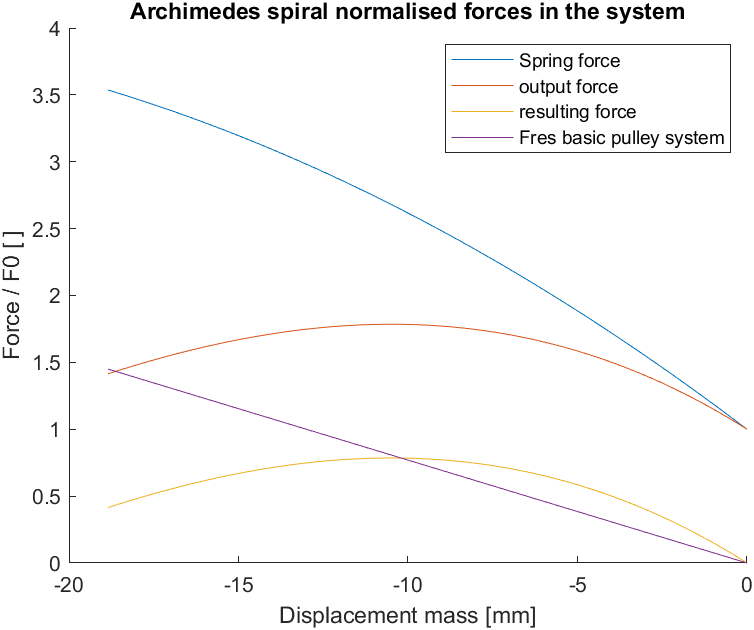 Archimedes spiral normalised forces in the system
4
3.5
3
2.5
2
1.5
1
0.5
0
Force / F0 [ ]
Spring force
output force
resulting force
Fres basic pulley system
-20
-15
-10
-5
0
Displacement mass [mm]